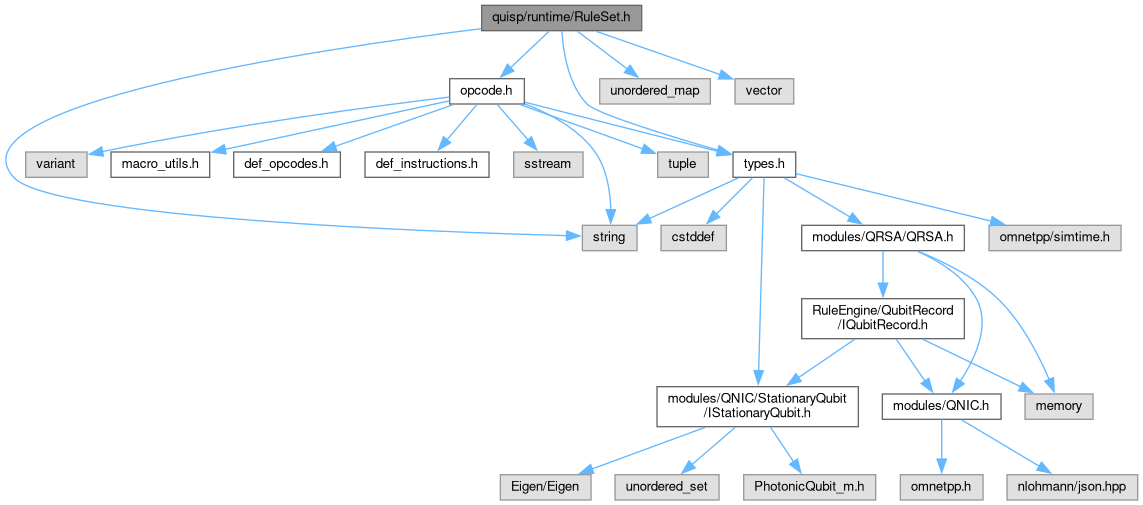 quisp/runtime/RuleSet.h
opcode.h
unordered_map
vector
variant
macro_utils.h
def_opcodes.h
def_instructions.h
sstream
tuple
types.h
string
cstddef
modules/QRSA/QRSA.h
omnetpp/simtime.h
RuleEngine/QubitRecord
/IQubitRecord.h
modules/QNIC/StationaryQubit
/IStationaryQubit.h
modules/QNIC.h
memory
Eigen/Eigen
unordered_set
PhotonicQubit_m.h
omnetpp.h
nlohmann/json.hpp